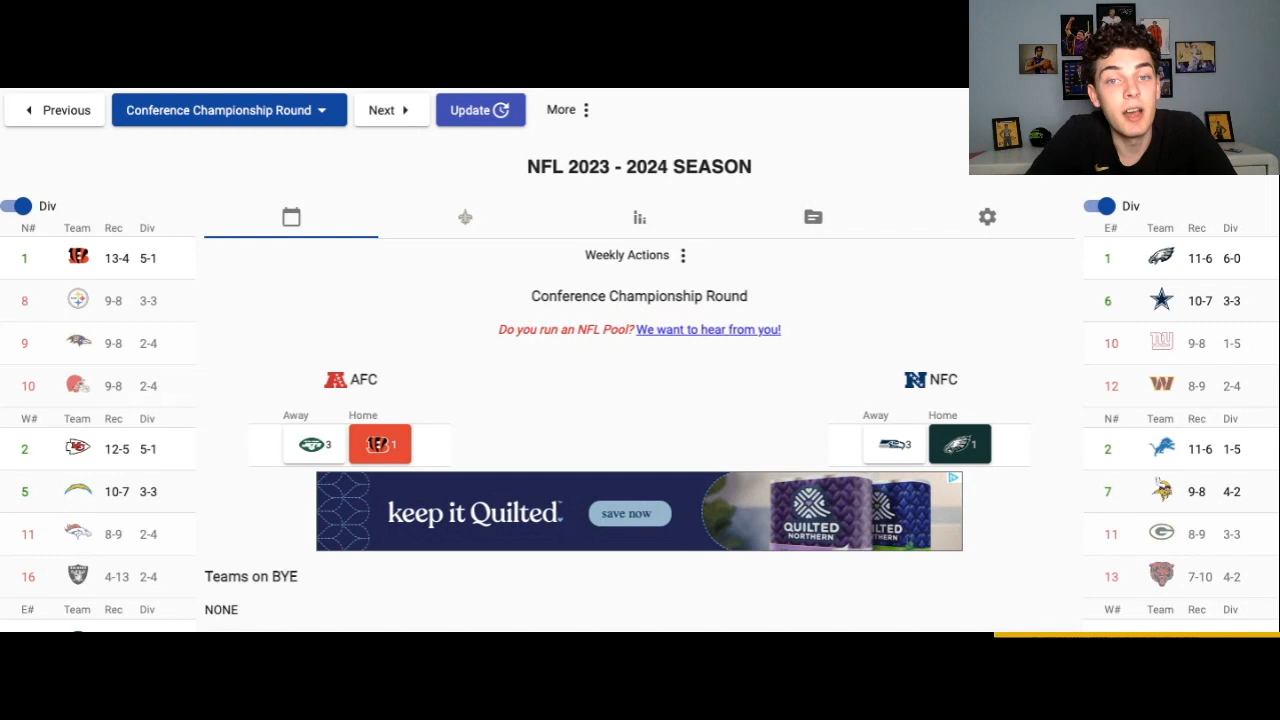 Previous
Conference Championship Round
Next
Update
More
NFL 2023 - 2024 SEASON
Div
N# Team Rec Div
1 13-4 5-1
8 9-8 3-3
9 9-8 2-4
10 9-8 2-4
W# Team Rec Div
2 12-5 5-1
5 10-7 3-3
11 8-9 2-4
16 4-13 2-4
E# Team Rec Div
Weekly Actions
Conference Championship Round
Do you run an NFL Pool? We want to hear from you!
AFC
Away Home
3 1
NFC
Away Home
3 1
keep it Quilted.
save now
QUILTED
NORTHERN
Teams on BYE
NONE
Div
E# Team Rec Div
1 11-6 6-0
6 10-7 3-3
10 9-8 1-5
12 8-9 2-4
N# Team Rec Div
2 11-6 1-5
7 9-8 4-2
11 8-9 3-3
13 7-10 4-2
W# Team Rec Div